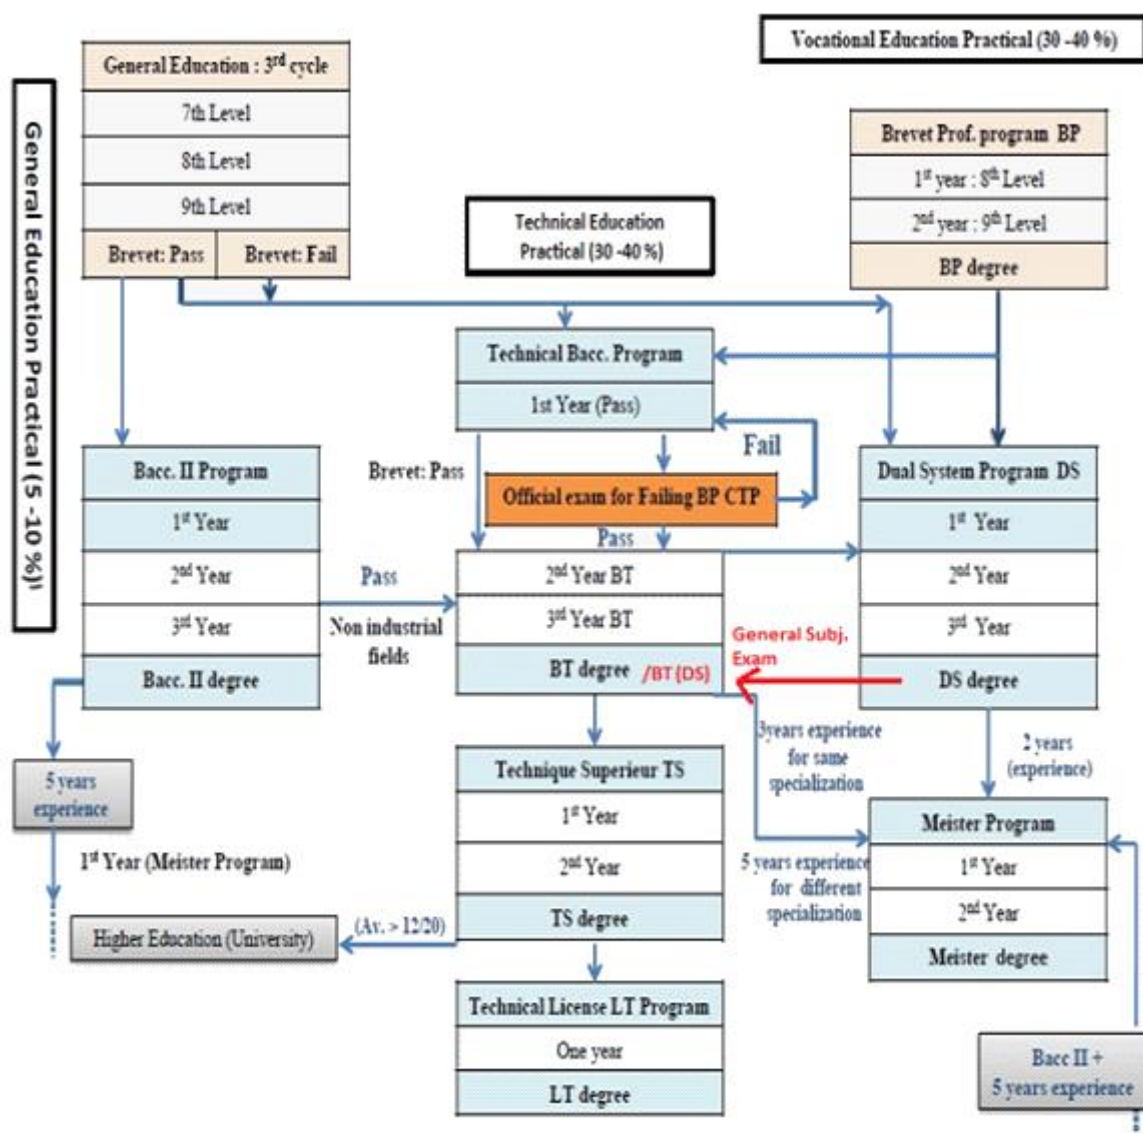 Vocational Education Practical (30 -40 %)
General Education Practical (5 -10 %)¹
General Education : 3rd cycle
7th Level
8th Level
9th Level
Brevet: Pass
Brevet: Fail
Technical Education
Practical (30 -40 %)
Brevet Prof. program BP
1st year : 8th Level
2nd year : 9th Level
BP degree
Technical Bacc. Program
1st Year (Pass)
Brevet: Pass
Fail
Official exam for Failing BP CTP
Pass
Bacc. II Program
1st Year
2nd Year
3rd Year
Bacc. II degree
Pass
Non industrial
fields
2nd Year BT
3rd Year BT
BT degree /BT (DS)
General Subj.
Exam
Dual System Program DS
1st Year
2nd Year
3rd Year
DS degree
3years experience
for same
specialization
2 years
(experience)
5 years
experience
1st Year (Meister Program)
Technique Superieur TS
1st Year
2nd Year
TS degree
5 years experience
for different
specialization
Meister Program
1st Year
2nd Year
Meister degree
(Av. > 12/20)
Higher Education (University)
Technical License LT Program
One year
LT degree
Bacc II +
5 years experience